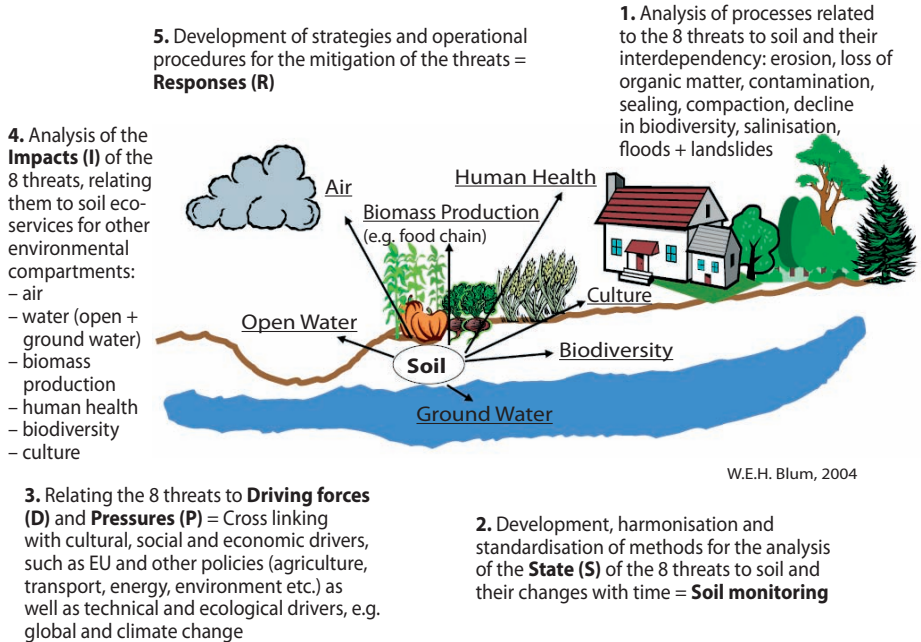 1. Analysis of processes related
to the 8 threats to soil and their
interdependency: erosion, loss of
organic matter, contamination,
sealing, compaction, decline
in biodiversity, salinisation,
floods + landslides
5. Development of strategies and operational
procedures for the mitigation of the threats =
Responses (R)
4. Analysis of the
Impacts (I) of the
8 threats, relating
them to soil eco-
services for other
environmental
compartments:
– air
– water (open +
ground water)
– biomass
production
– human health
– biodiversity
– culture
Air
Human Health
Biomass Production
(e.g. food chain)
Culture
Open Water
Biodiversity
Soil
Ground Water
W.E.H. Blum, 2004
3. Relating the 8 threats to Driving forces
(D) and Pressures (P) = Cross linking
with cultural, social and economic drivers,
such as EU and other policies (agriculture,
transport, energy, environment etc.) as
well as technical and ecological drivers, e.g.
global and climate change
2. Development, harmonisation and
standardisation of methods for the analysis
of the State (S) of the 8 threats to soil and
their changes with time = Soil monitoring